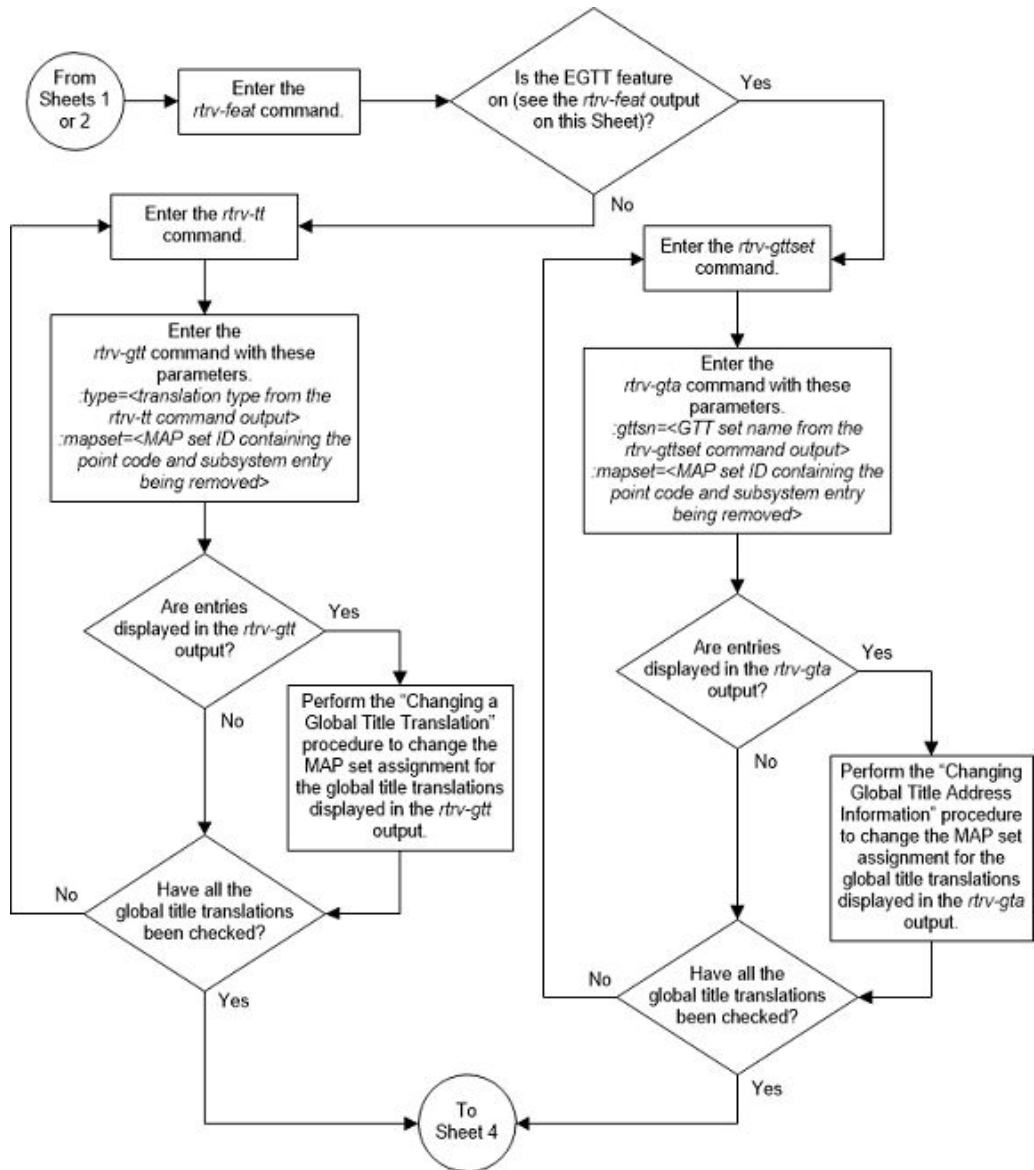 From
Sheets 1
or 2
Enter the
rtrv-feat command.
Is the EGTT feature
on (see the rtrv-feat output
on this Sheet)?
Yes
No
Enter the rtrv-tt
command.
Enter the
rtrv-gtt command with these
parameters.
:type=<translation type from the
rtrv-tt command output>
:mapset=<MAP set ID containing the
point code and subsystem entry
being removed>
Are entries
displayed in the rtrv-gtt
output?
Yes
No
Perform the “Changing a
Global Title Translation”
procedure to change the
MAP set assignment for
the global title translations
displayed in the rtrv-gtt
output.
Have all the
global title translations
been checked?
No
Yes
Enter the rtrv-gttset
command.
Enter the
rtrv-gta command with these
parameters.
:gttsn=<GTT set name from the
rtrv-gttset command output>
:mapset=<MAP set ID containing the
point code and subsystem entry
being removed>
Are entries
displayed in the rtrv-gta
output?
Yes
No
Perform the “Changing
Global Title Address
Information” procedure
to change the MAP set
assignment for the
global title translations
displayed in the rtrv-gta
output.
Have all the
global title translations
been checked?
No
Yes
To
Sheet 4